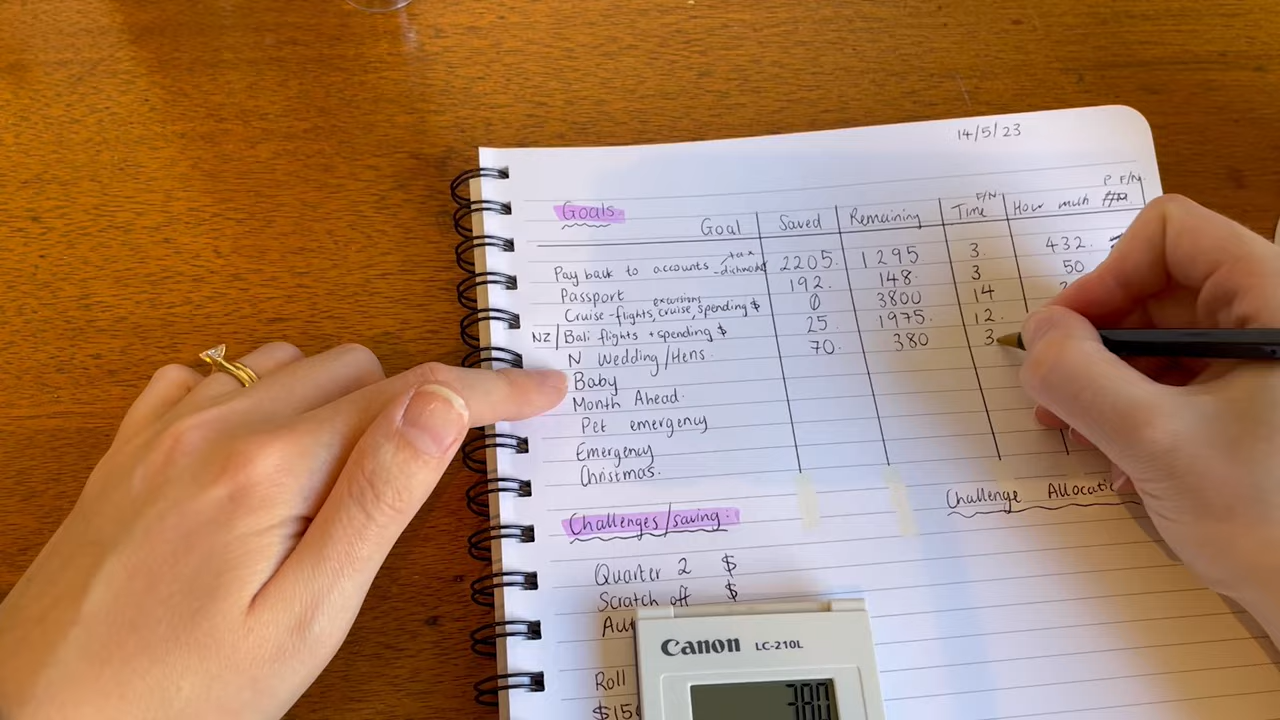 14/5/23
Goals
Goal Saved Remaining Time F/N How much P F/N
Pay back to accounts -tax 2205. 1295 3. 432.
Passport 192. 148. 3 50
Cruise-flights, cruise, excursions spending $ 0 3800 14
NZ/Bali flights + spending $ 25. 1975. 12.
N Wedding/Hens. 70. 380 3
Baby
Month Ahead.
Pet emergency
Emergency
Christmas.
Challenges/saving:
Challenge
Quarter 2 $
Scratch off $
Roll
Canon LC-210L
380